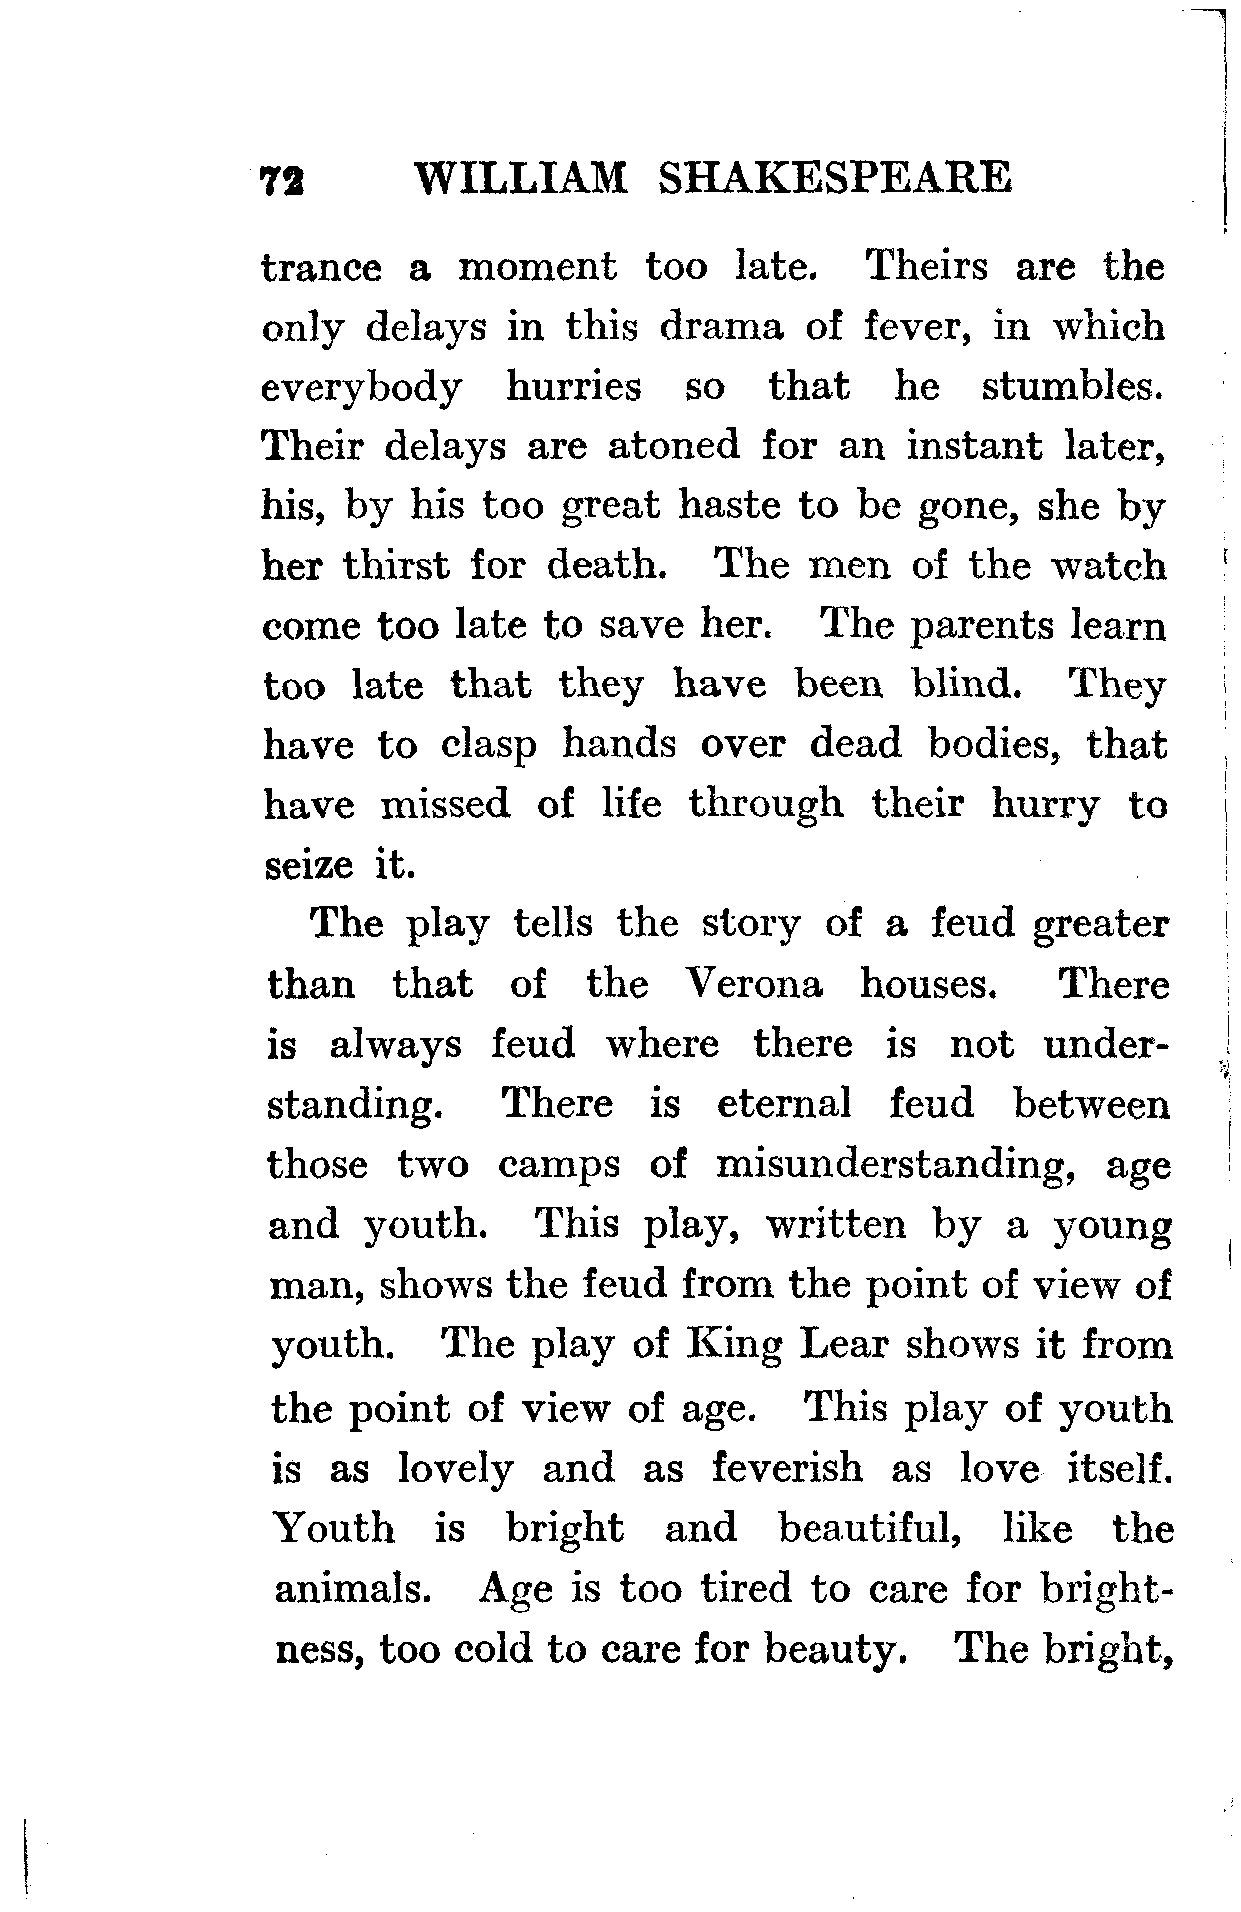 72 WILLIAM SHAKESPEARE
trance a moment too late. Theirs are the
only delays in this drama of fever, in which
everybody hurries so that he stumbles.
Their delays are atoned for an instant later,
his, by his too great haste to be gone, she by
her thirst for death. The men of the watch
come too late to save her. The parents learn
too late that they have been blind. They
have to clasp hands over dead bodies, that
have missed of life through their hurry to
seize it.
The play tells the story of a feud greater
than that of the Verona houses. There
is always feud where there is not under-
standing. There is eternal feud between
those two camps of misunderstanding, age
and youth. This play, written by a young
man, shows the feud from the point of view of
youth. The play of King Lear shows it from
the point of view of age. This play of youth
is as lovely and as feverish as love itself.
Youth is bright and beautiful, like the
animals. Age is too tired to care for bright-
ness, too cold to care for beauty. The bright,